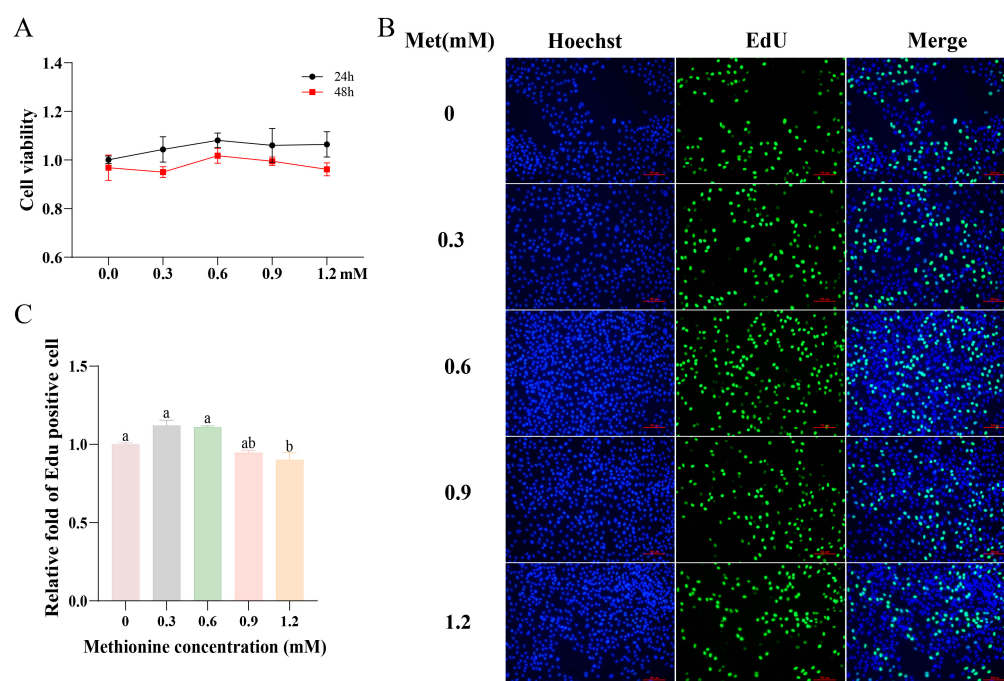 A
1.4
1.2
1.0
0.8
0.6
Cell viability
24h
48h
0.0 0.3 0.6 0.9 1.2 mM
B
Met(mM) Hoechst EdU Merge
0
0.3
0.6
0.9
1.2
C
Relative fold of Edu positive cell
1.5
1.0
0.5
0.0
a a a ab b
0 0.3 0.6 0.9 1.2
Methionine concentration (mM)